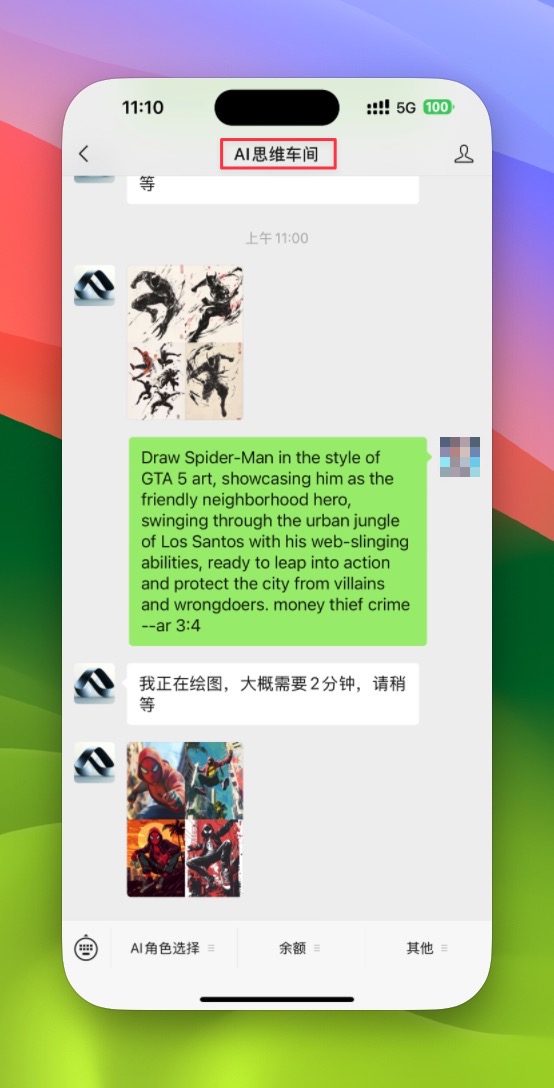 11:10
5G
100
AI思维车间
等
上午 11:00
Draw Spider-Man in the style of
GTA 5 art, showcasing him as the
friendly neighborhood hero,
swinging through the urban jungle
of Los Santos with his web-slinging
abilities, ready to leap into action
and protect the city from villains
and wrongdoers. money thief crime
--ar 3:4
我正在绘图，大概需要2分钟，请稍
等
AI角色选择
余额
其他